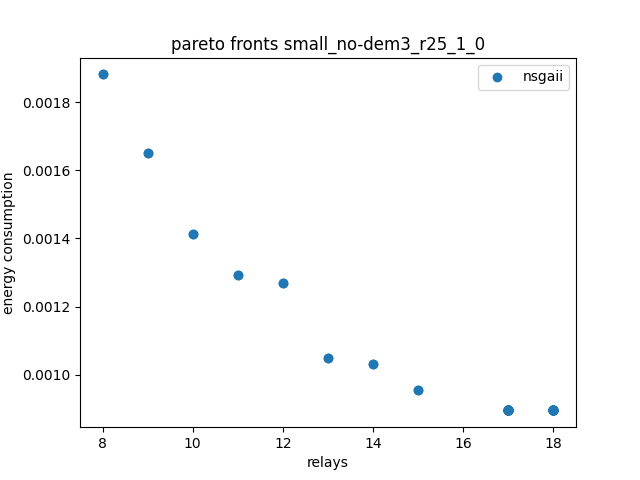 pareto fronts small_no-dem3_r25_1_0
nsgaii
0.0018
0.0016
0.0014
0.0012
0.0010
energy consumption
8 10 12 14 16 18
relays